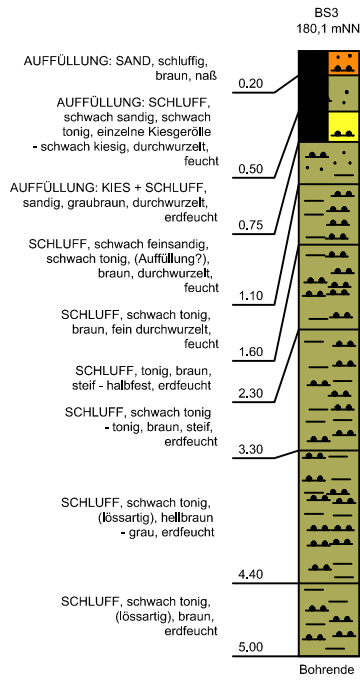 BS3
180,1 mNN
AUFFÜLLUNG: SAND, schluffig,
braun, naß
0.20
AUFFÜLLUNG: SCHLUFF,
schwach sandig, schwach
tonig, einzelne Kiesgerölle
- schwach kiesig, durchwurzelt,
feucht
0.50
AUFFÜLLUNG: KIES + SCHLUFF,
sandig, graubraun, durchwurzelt,
erdfeucht
0.75
SCHLUFF, schwach feinsandig,
schwach tonig, (Auffüllung?),
braun, durchwurzelt,
feucht
1.10
SCHLUFF, schwach tonig,
braun, fein durchwurzelt,
feucht
1.60
SCHLUFF, tonig, braun,
steif - halbfest, erdfeucht
2.30
SCHLUFF, schwach tonig
- tonig, braun, steif,
erdfeucht
3.30
SCHLUFF, schwach tonig,
(lössartig), hellbraun
- grau, erdfeucht
4.40
SCHLUFF, schwach tonig,
(lössartig), braun,
erdfeucht
5.00
Bohrende